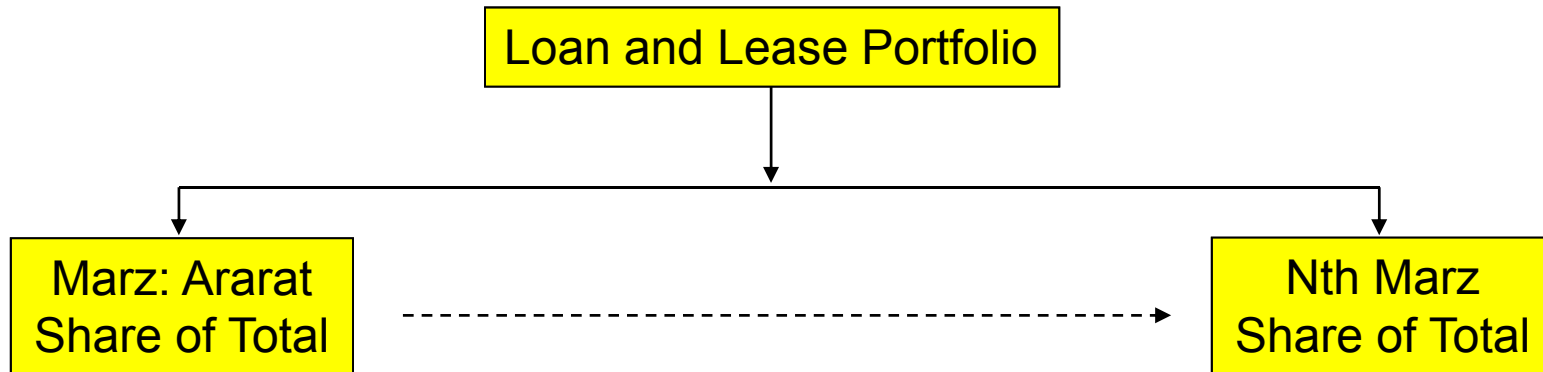 Loan and Lease Portfolio
Marz: Ararat
Share of Total
Nth Marz
Share of Total